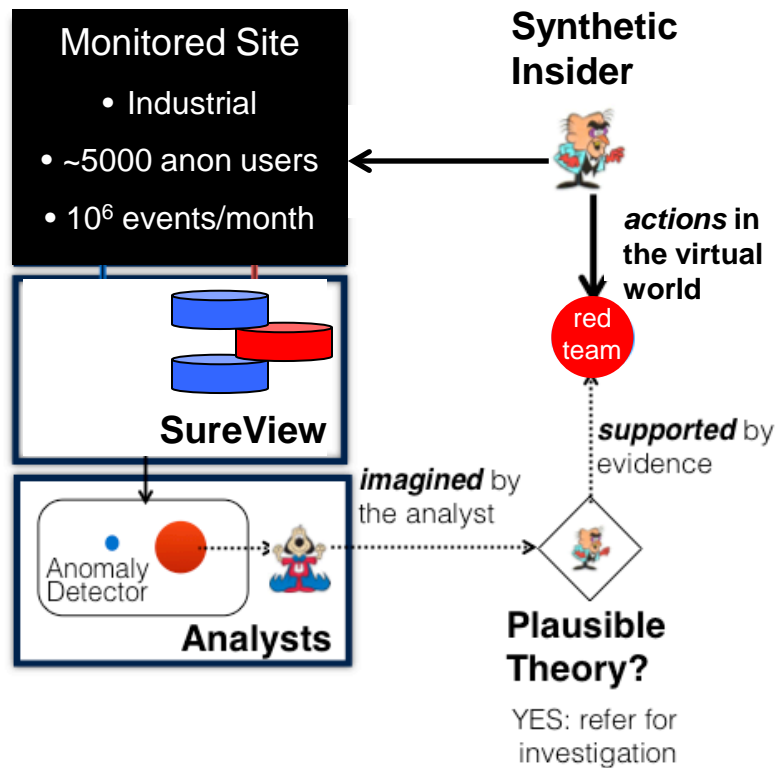 Monitored Site
• Industrial
• ~5000 anon users
• 10⁶ events/month
Synthetic
Insider
actions in
the virtual
world
red
team
SureView
supported by
evidence
imagined by
the analyst
Anomaly
Detector
U
Analysts
Plausible
Theory?
YES: refer for
investigation